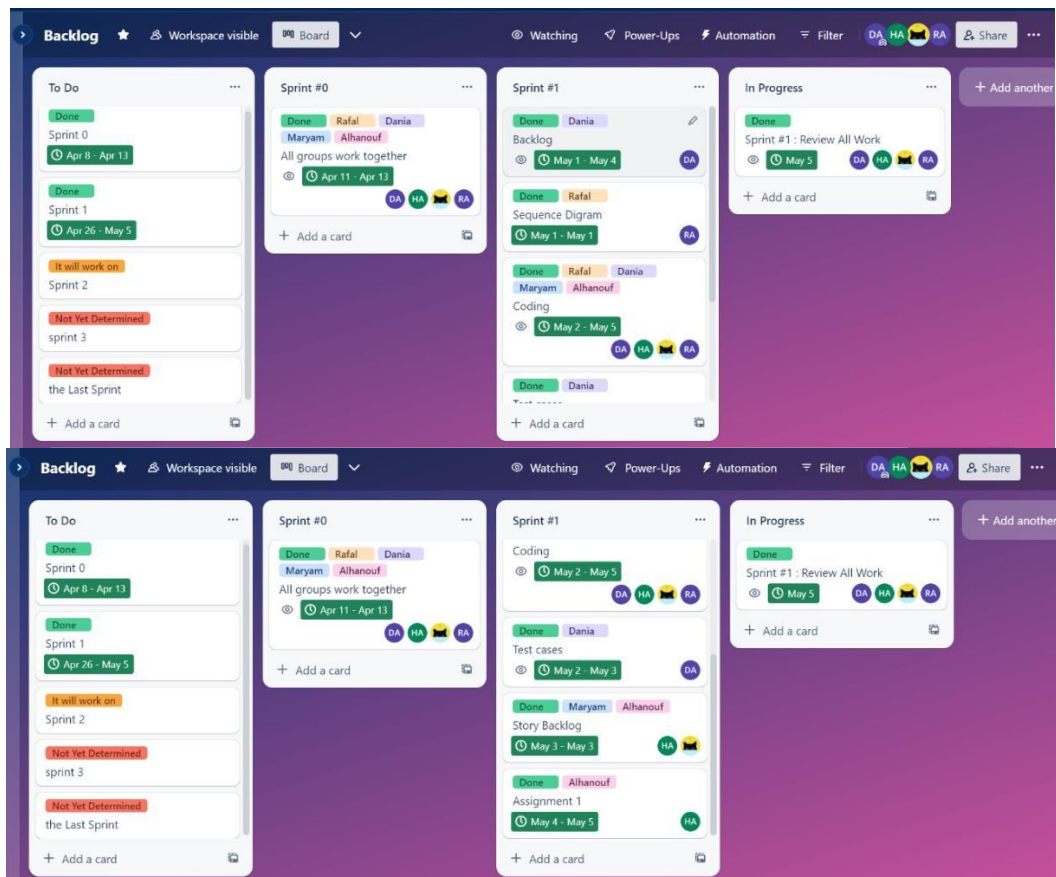 Backlog Workspace visible Board Watching Power-Ups Automation Filter DA HA RA Share
To Do
Done
Sprint 0
Apr 8 - Apr 13
Done
Sprint 1
Apr 26 - May 5
It will work on
Sprint 2
Not Yet Determined
sprint 3
Not Yet Determined
the Last Sprint
+ Add a card
Sprint #0
Done Rafal Dania
Maryam Alhanouf
All groups work together
Apr 11 - Apr 13
DA HA RA
+ Add a card
Sprint #1
Done Dania
Backlog
May 1 - May 4 DA
Done Rafal
Sequence Digram
May 1 - May 1 RA
Done Rafal Dania
Maryam Alhanouf
Coding
May 2 - May 5
DA HA RA
Done Dania
Test cases
+ Add a card
In Progress
Done
Sprint #1 : Review All Work
May 5 DA HA RA
+ Add a card
+ Add another
Backlog Workspace visible Board Watching Power-Ups Automation Filter DA HA RA Share
To Do
Done
Sprint 0
Apr 8 - Apr 13
Done
Sprint 1
Apr 26 - May 5
It will work on
Sprint 2
Not Yet Determined
sprint 3
Not Yet Determined
the Last Sprint
+ Add a card
Sprint #0
Done Rafal Dania
Maryam Alhanouf
All groups work together
Apr 11 - Apr 13
DA HA RA
+ Add a card
Sprint #1
Coding
May 2 - May 5
DA HA RA
Done Dania
Test cases
May 2 - May 3 DA
Done Maryam Alhanouf
Story Backlog
May 3 - May 3 HA
Done Alhanouf
Assignment 1
May 4 - May 5 HA
+ Add a card
In Progress
Done
Sprint #1 : Review All Work
May 5 DA HA RA
+ Add a card
+ Add another